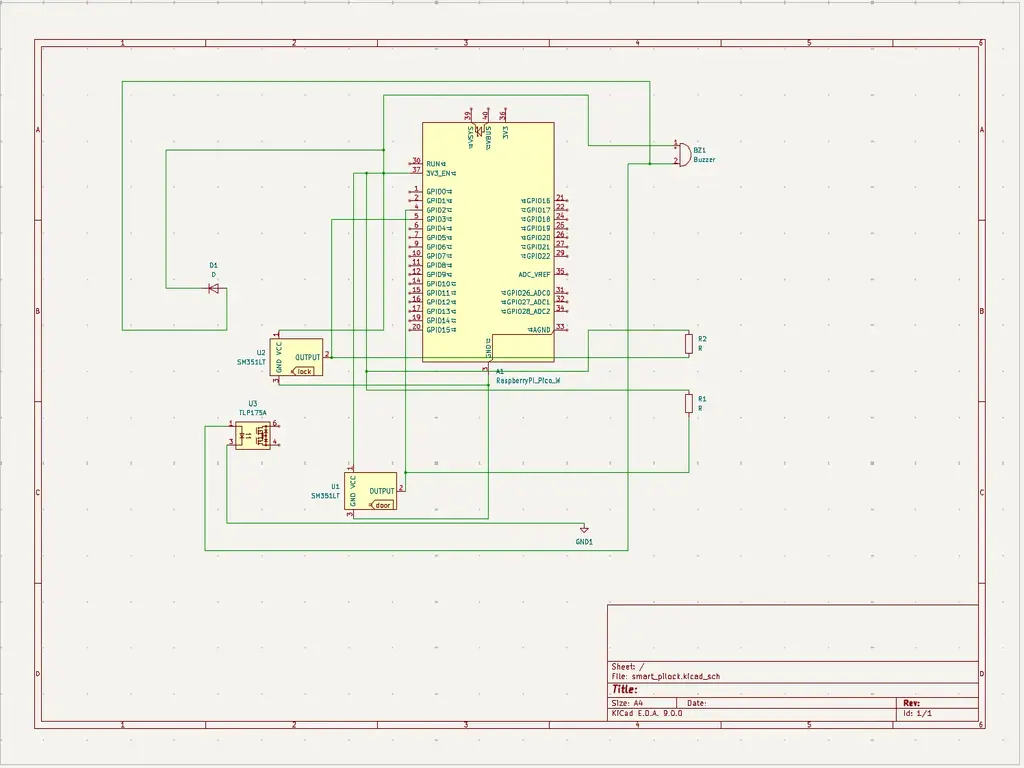 1 2 3 4 5 6
A A
B B
C C
D D
1 2 3 4 5 6
39 40 36
VSYS VBUS 3V3
30 RUN
37 3V3_EN
1 GPIO0
2 GPIO1 GPIO16 21
4 GPIO2 GPIO17 22
5 GPIO3 GPIO18 24
6 GPIO4 GPIO19 25
7 GPIO5 GPIO20 26
9 GPIO6 GPIO21 27
10 GPIO7 GPIO22 29
11 GPIO8
12 GPIO9 ADC_VREF 35
14 GPIO10
15 GPIO11 GPIO26_ADC0 31
16 GPIO12 GPIO27_ADC1 32
17 GPIO13 GPIO28_ADC2 34
19 GPIO14
20 GPIO15 AGND 33
GND
3
A1
RaspberryPi_Pico_W
1
2
BZ1
Buzzer
D1
D
U2
SM351LT
1
VCC
GND
3
OUTPUT 2
lock
R2
R
R1
R
U3
TLP175A
1 6
3 4
U1
SM351LT
1
VCC
GND
3
OUTPUT 2
door
GND1
Sheet: /
File: smart_pilock.kicad_sch
Title:
Size: A4 Date: Rev:
KiCad E.D.A. 9.0.0 Id: 1/1